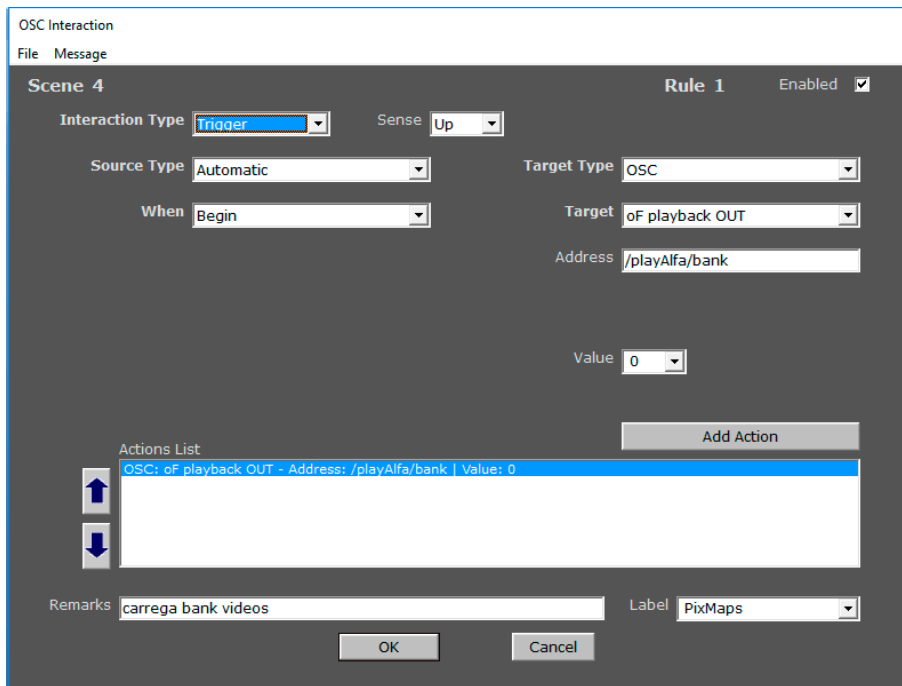 OSC Interaction
File Message
Scene 4 Rule 1 Enabled
Interaction Type Trigger Sense Up
Source Type Automatic Target Type OSC
When Begin Target oF playback OUT
Address /playAlfa/bank
Value 0
Add Action
Actions List
OSC: oF playback OUT - Address: /playAlfa/bank | Value: 0
Remarks carrega bank videos Label PixMaps
OK Cancel